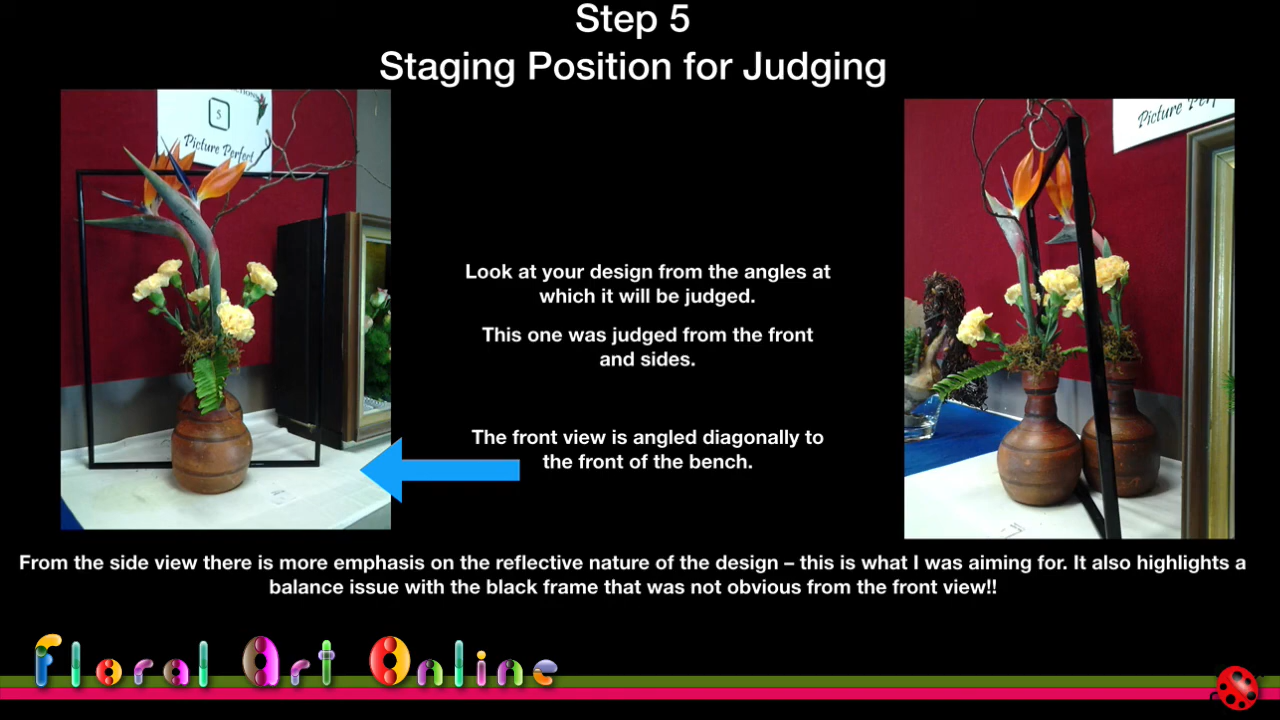 Step 5
Staging Position for Judging
5
Picture Perfect
Picture
Look at your design from the angles at
which it will be judged.
This one was judged from the front
and sides.
The front view is angled diagonally to
the front of the bench.
From the side view there is more emphasis on the reflective nature of the design – this is what I was aiming for. It also highlights a
balance issue with the black frame that was not obvious from the front view!!
Floral Art Online